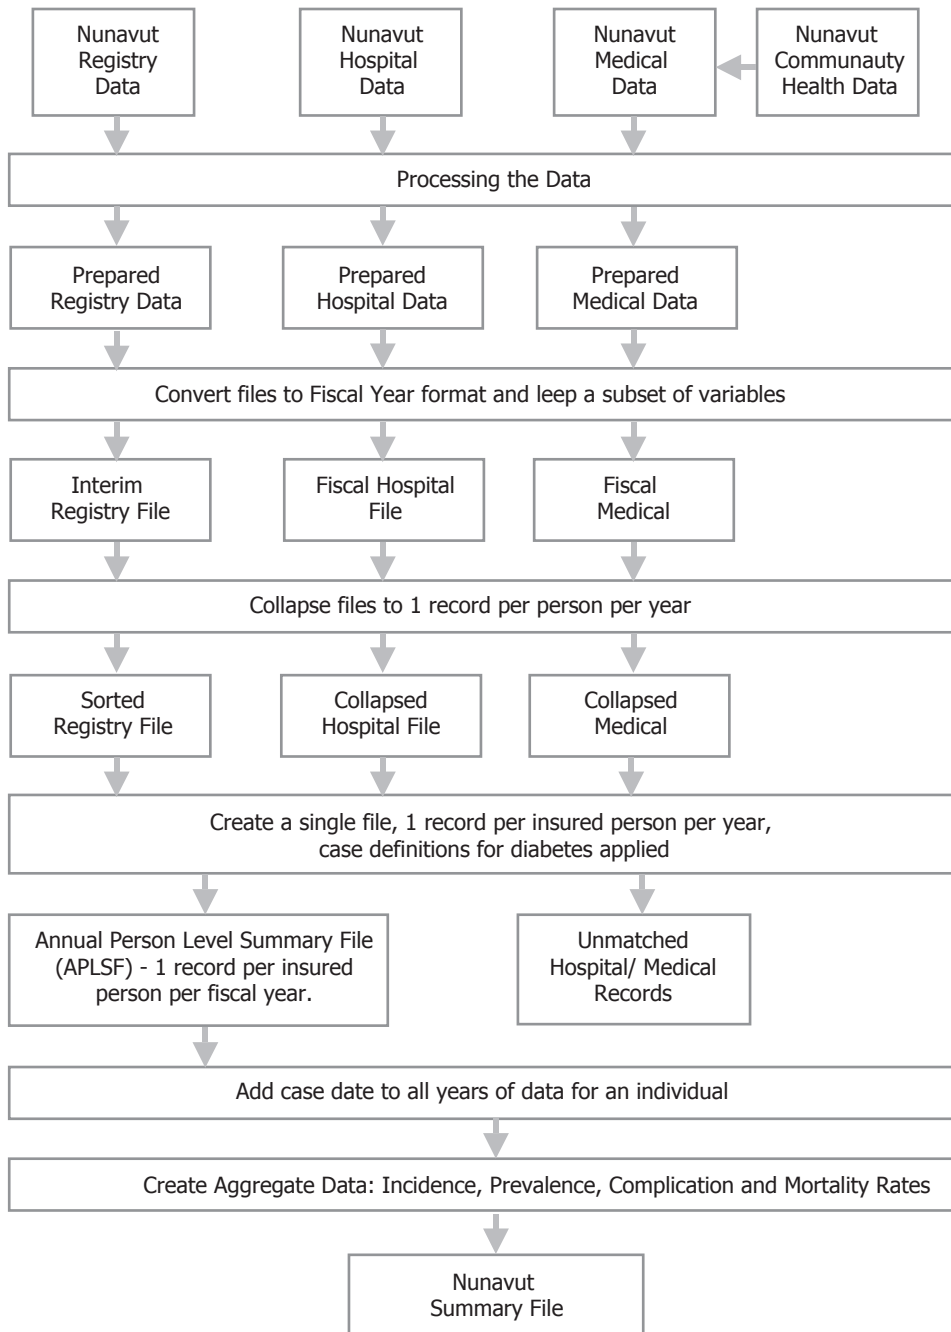 Nunavut
Registry
Data
Nunavut
Hospital
Data
Nunavut
Medical
Data
Nunavut
Communauty
Health Data
Processing the Data
Prepared
Registry Data
Prepared
Hospital Data
Prepared
Medical Data
Convert files to Fiscal Year format and leep a subset of variables
Interim
Registry File
Fiscal Hospital
File
Fiscal
Medical
Collapse files to 1 record per person per year
Sorted
Registry File
Collapsed
Hospital File
Collapsed
Medical
Create a single file, 1 record per insured person per year,
case definitions for diabetes applied
Annual Person Level Summary File
(APLSF) - 1 record per insured
person per fiscal year.
Unmatched
Hospital/ Medical
Records
Add case date to all years of data for an individual
Create Aggregate Data: Incidence, Prevalence, Complication and Mortality Rates
Nunavut
Summary File